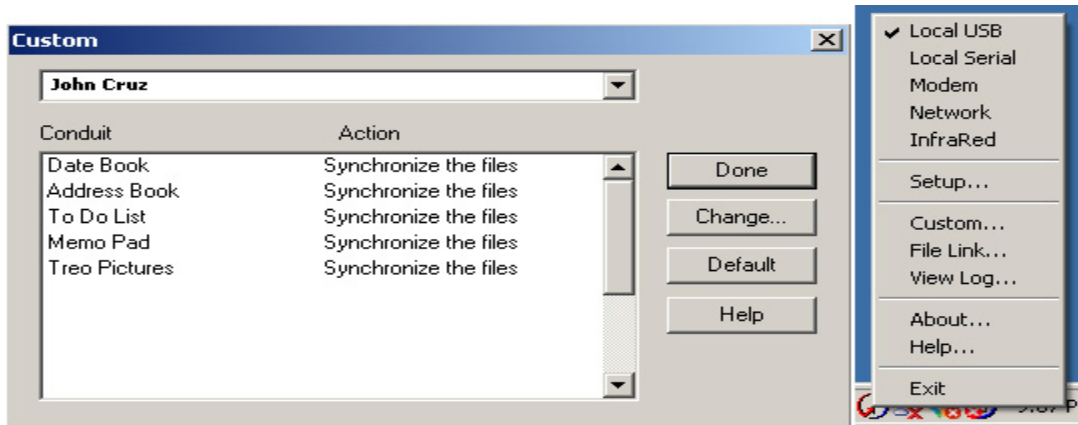 Custom
John Cruz
Conduit Action
Date Book Synchronize the files
Address Book Synchronize the files
To Do List Synchronize the files
Memo Pad Synchronize the files
Treo Pictures Synchronize the files
Done
Change...
Default
Help
Local USB
Local Serial
Modem
Network
InfraRed
Setup...
Custom...
File Link...
View Log...
About...
Help...
Exit